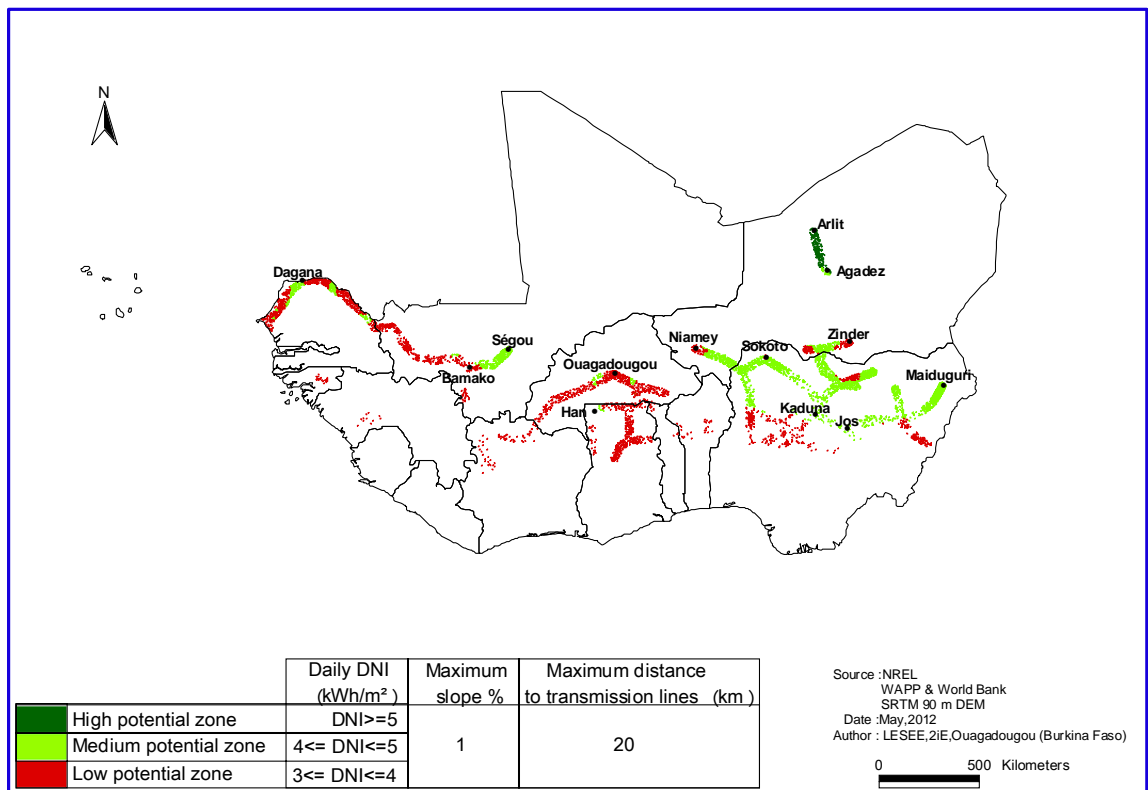 N
Arlit
Agadez
Dagana
Ségou
Bamako
Niamey
Sokoto
Zinder
Ouagadougou
Maiduguri
Han
Kaduna
Jos
Daily DNI (kWh/m² )
Maximum slope %
Maximum distance to transmission lines (km )
High potential zone DNI>=5
Medium potential zone 4<= DNI<=5 1 20
Low potential zone 3<= DNI<=4
Source :NREL
WAPP & World Bank
SRTM 90 m DEM
Date :May,2012
Author : LESEE,2iE,Ouagadougou (Burkina Faso)
0 500 Kilometers